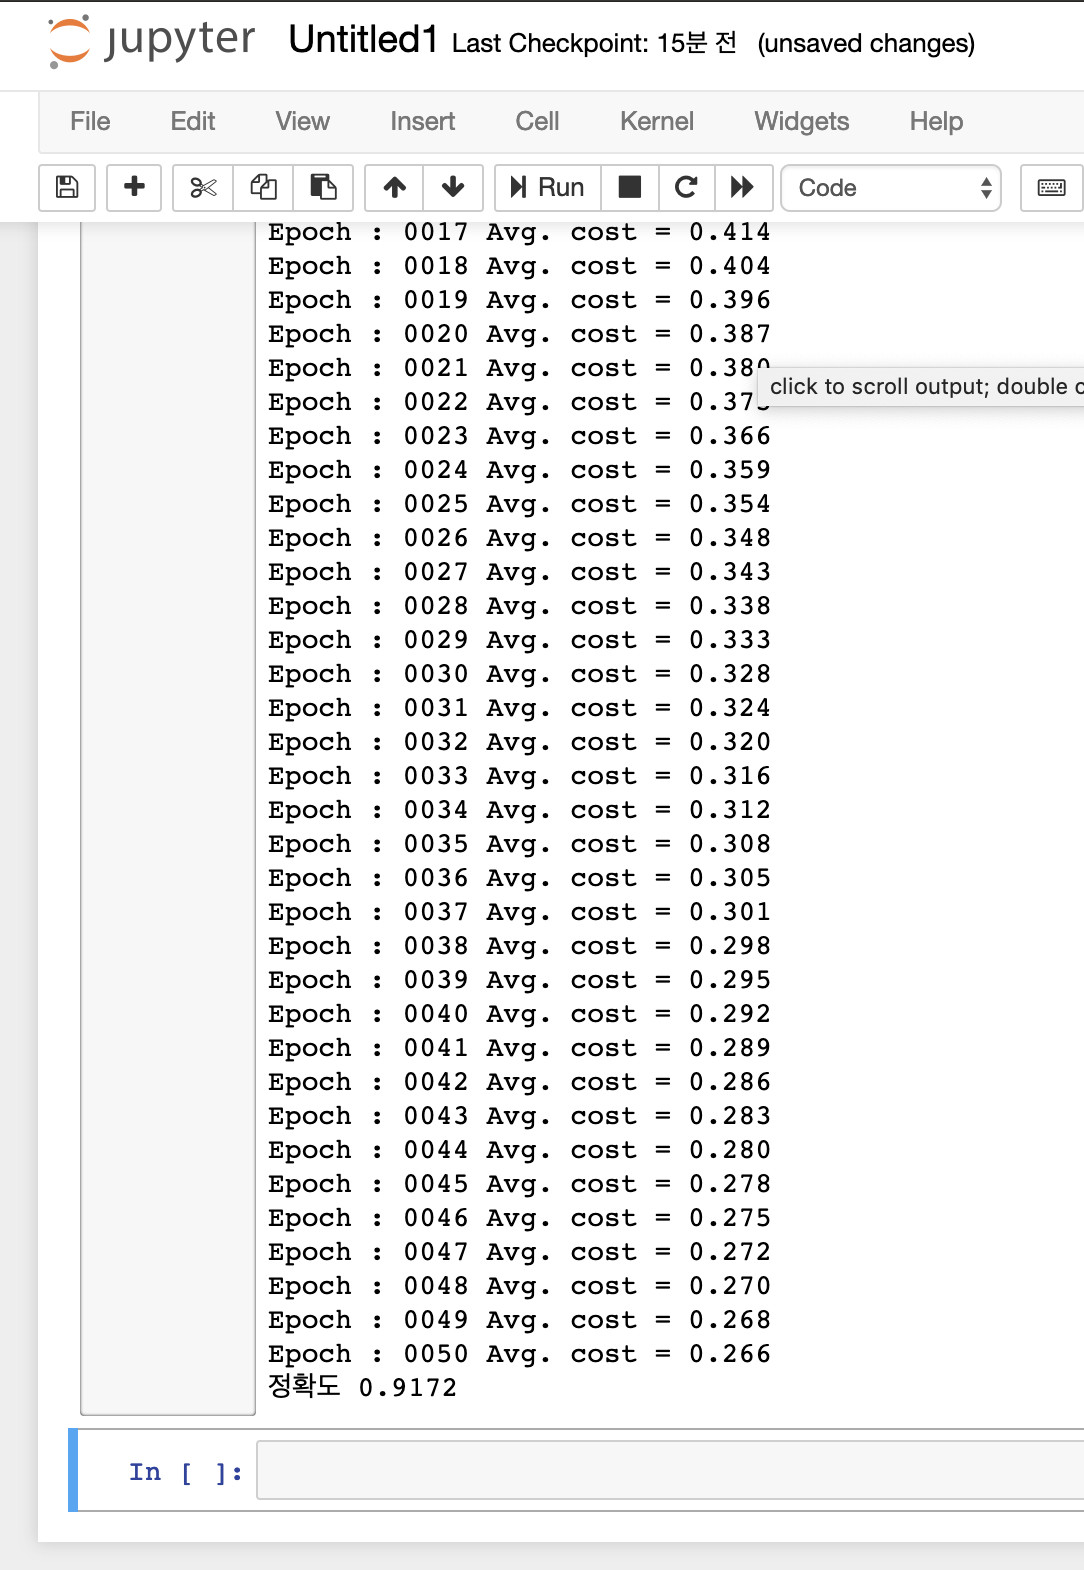 jupyter Untitled1 Last Checkpoint: 15분 전 (unsaved changes)
File Edit View Insert Cell Kernel Widgets Help
Run Code
Epoch : 0017 Avg. cost = 0.414
Epoch : 0018 Avg. cost = 0.404
Epoch : 0019 Avg. cost = 0.396
Epoch : 0020 Avg. cost = 0.387
Epoch : 0021 Avg. cost = 0.380
click to scroll output; double
Epoch : 0022 Avg. cost =
Epoch : 0023 Avg. cost = 0.366
Epoch : 0024 Avg. cost = 0.359
Epoch : 0025 Avg. cost = 0.354
Epoch : 0026 Avg. cost = 0.348
Epoch : 0027 Avg. cost = 0.343
Epoch : 0028 Avg. cost = 0.338
Epoch : 0029 Avg. cost = 0.333
Epoch : 0030 Avg. cost = 0.328
Epoch : 0031 Avg. cost = 0.324
Epoch : 0032 Avg. cost = 0.320
Epoch : 0033 Avg. cost = 0.316
Epoch : 0034 Avg. cost = 0.312
Epoch : 0035 Avg. cost = 0.308
Epoch : 0036 Avg. cost = 0.305
Epoch : 0037 Avg. cost = 0.301
Epoch : 0038 Avg. cost = 0.298
Epoch : 0039 Avg. cost = 0.295
Epoch : 0040 Avg. cost = 0.292
Epoch : 0041 Avg. cost = 0.289
Epoch : 0042 Avg. cost = 0.286
Epoch : 0043 Avg. cost = 0.283
Epoch : 0044 Avg. cost = 0.280
Epoch : 0045 Avg. cost = 0.278
Epoch : 0046 Avg. cost = 0.275
Epoch : 0047 Avg. cost = 0.272
Epoch : 0048 Avg. cost = 0.270
Epoch : 0049 Avg. cost = 0.268
Epoch : 0050 Avg. cost = 0.266
정확도 0.9172
In [ ]: